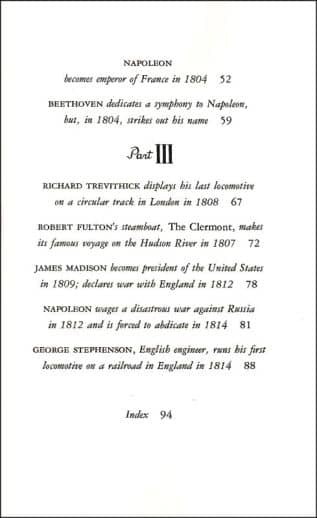 NAPOLEON
becomes emperor of France in 1804 52
BEETHOVEN dedicates a symphony to Napoleon,
but, in 1804, strikes out his name 59
Part III
RICHARD TREVITHICK displays his last locomotive
on a circular track in London in 1808 67
ROBERT FULTON's steamboat, The Clermont, makes
its famous voyage on the Hudson River in 1807 72
JAMES MADISON becomes president of the United States
in 1809; declares war with England in 1812 78
NAPOLEON wages a disastrous war against Russia
in 1812 and is forced to abdicate in 1814 81
GEORGE STEPHENSON, English engineer, runs his first
locomotive on a railroad in England in 1814 88
Index 94